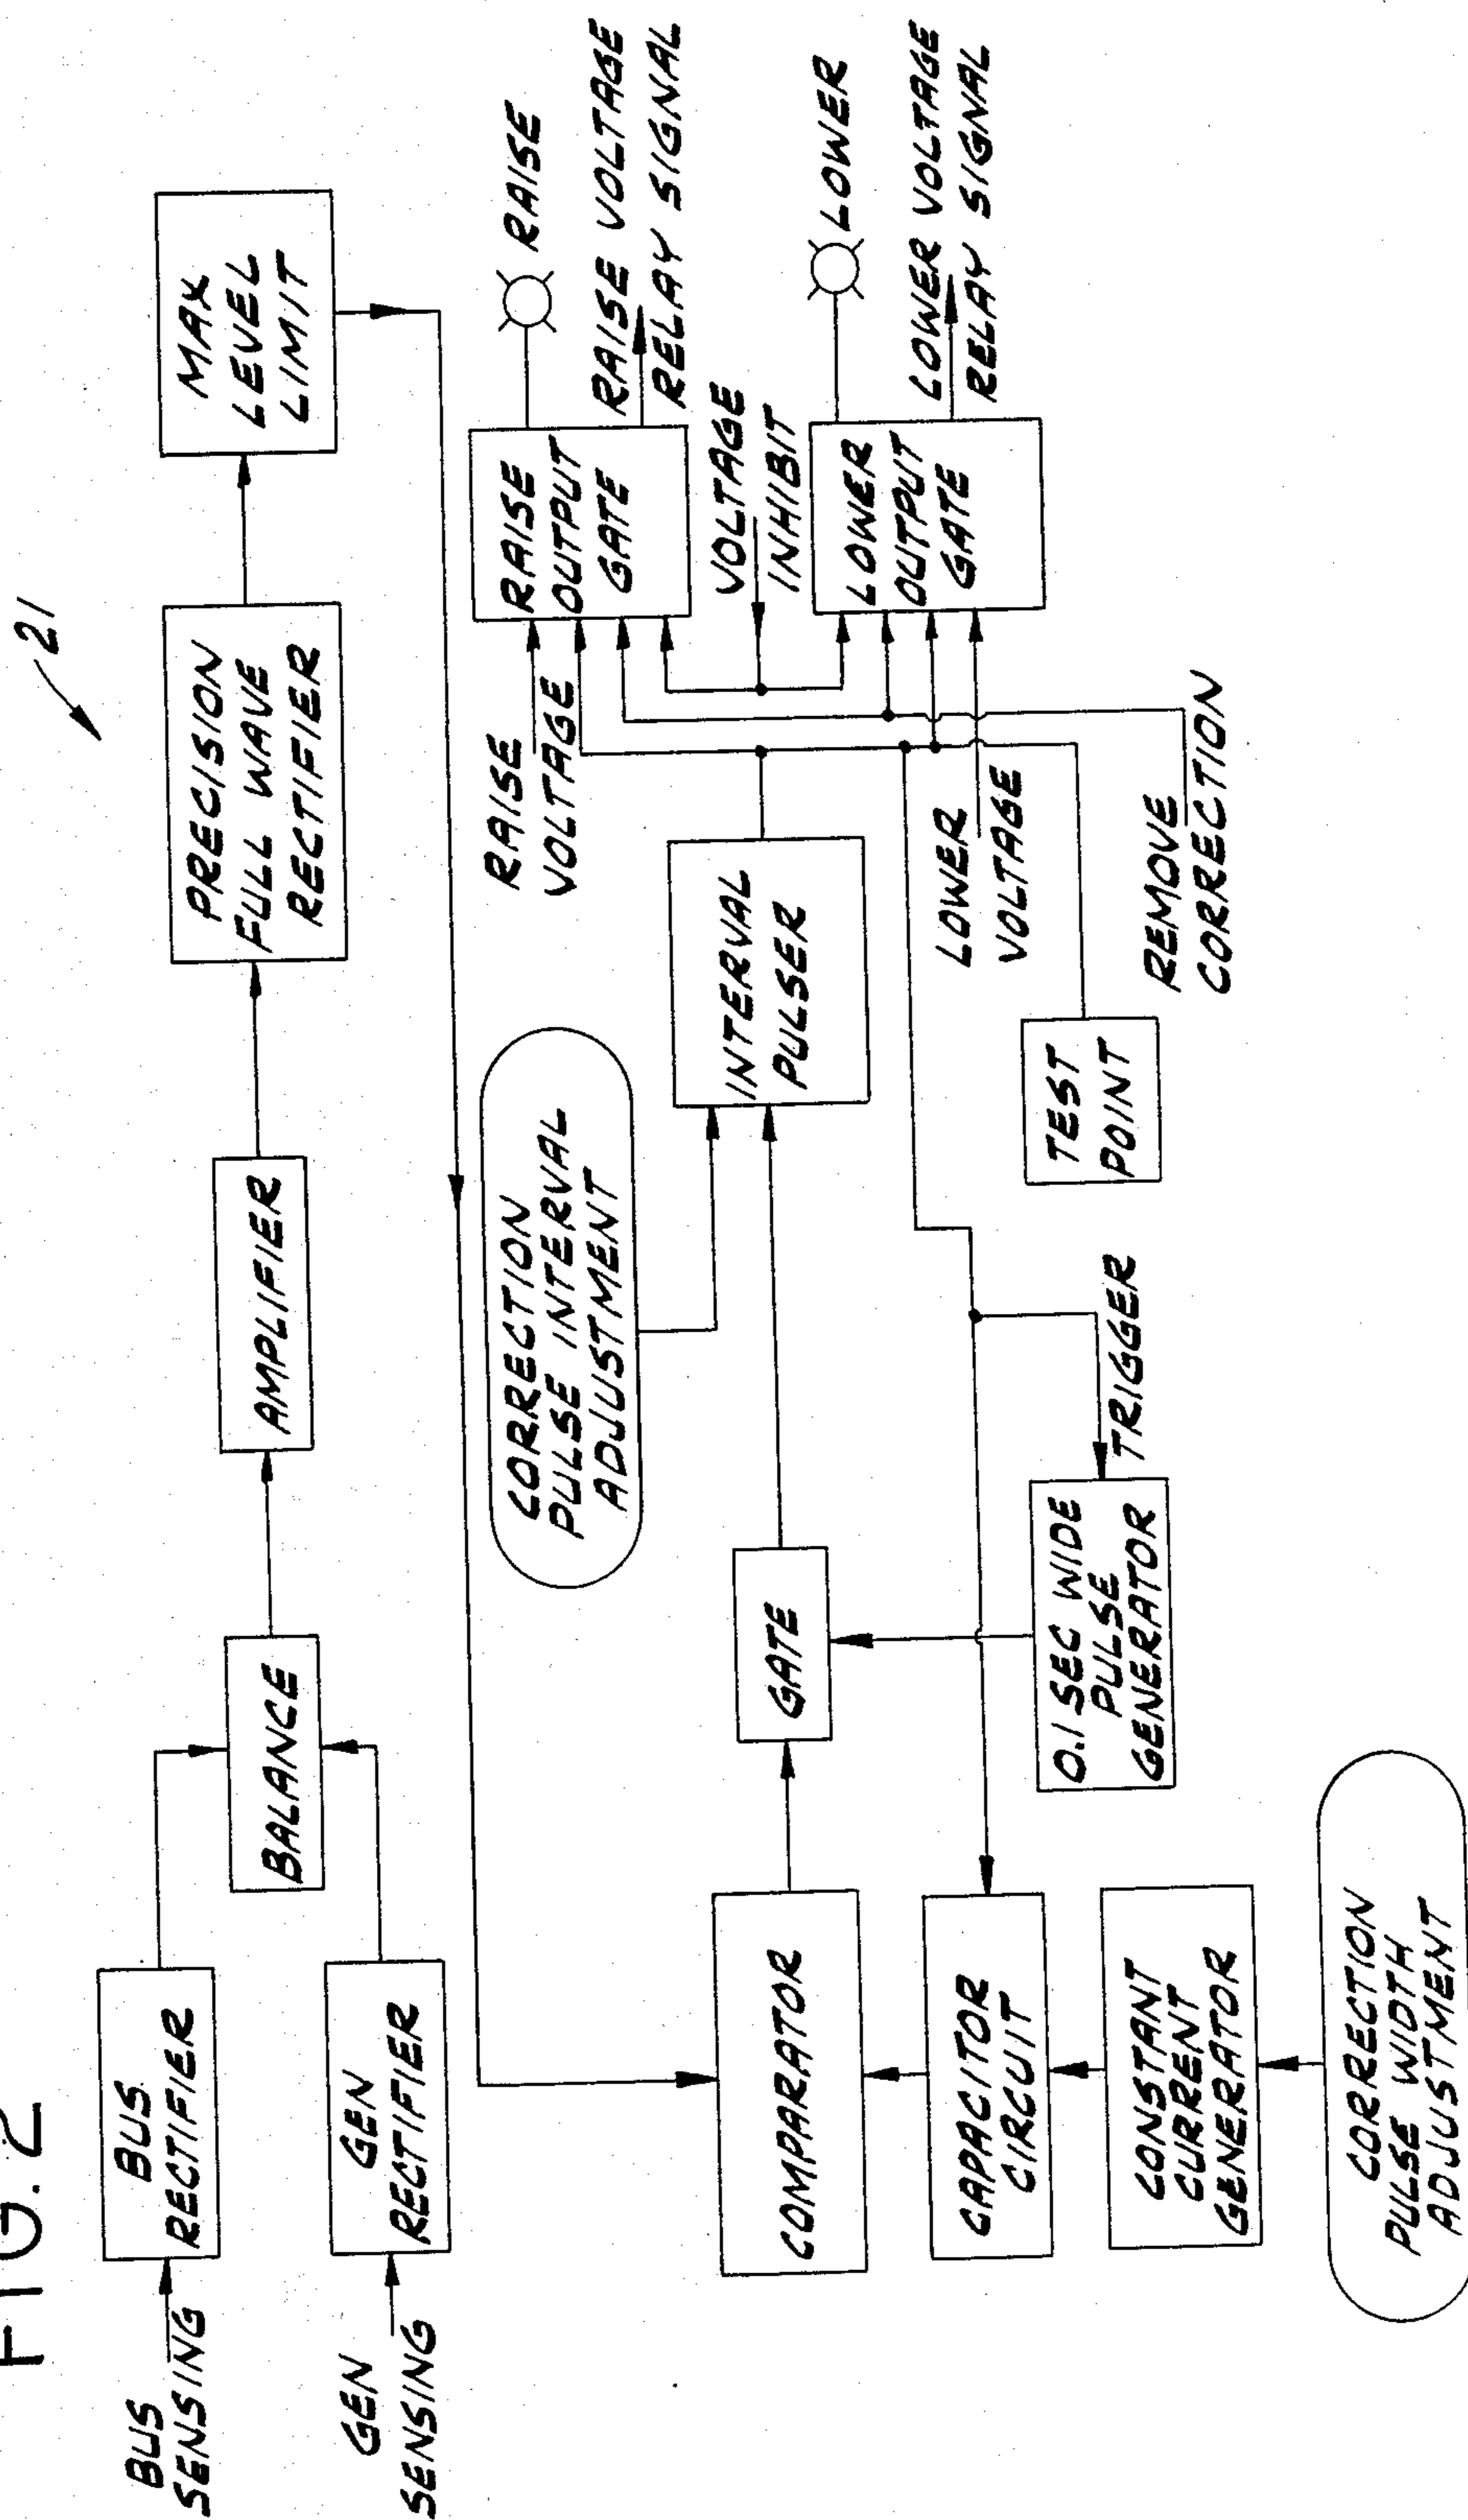 FIG. 2
21
BUS
SENSING
BUS
RECTIFIER
GEN
SENSING
GEN
RECTIFIER
BALANCE
AMPLIFIER
PRECISION
FULL WAVE
RECTIFIER
MAX
LEVEL
LIMIT
CORRECTION
PULSE INTERVAL
ADJUSTMENT
RAISE
VOLTAGE
RAISE
OUTPUT
GATE
RAISE
RAISE VOLTAGE
RELAY SIGNAL
VOLTAGE
INHIBIT
COMPARATOR
GATE
INTERVAL
PULSER
LOWER
OUTPUT
GATE
LOWER
LOWER VOLTAGE
RELAY SIGNAL
LOWER
VOLTAGE
CAPACITOR
CIRCUIT
0.1 SEC WIDE
PULSE
GENERATOR
TRIGGER
TEST
POINT
REMOVE
CORRECTION
CONSTANT
CURRENT
GENERATOR
CORRECTION
PULSE WIDTH
ADJUSTMENT